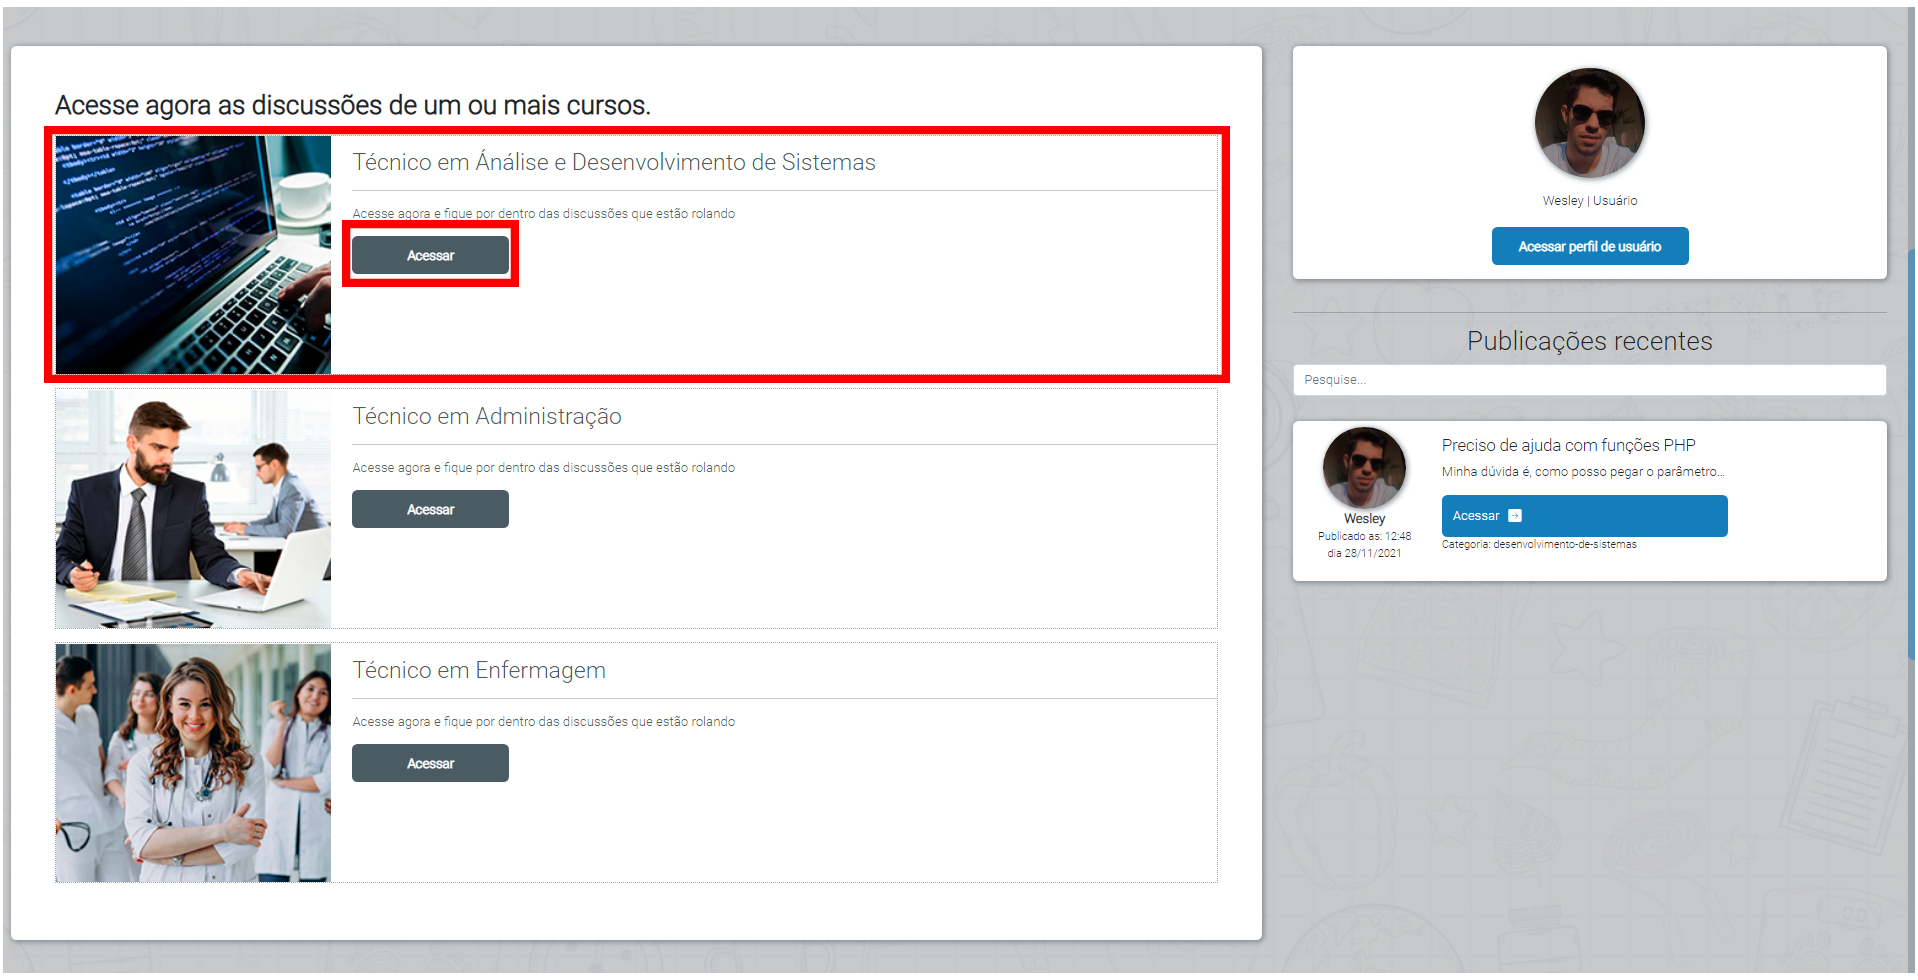 Acesse agora as discussões de um ou mais cursos.
Técnico em Ánálise e Desenvolvimento de Sistemas
Acesse agora e fique por dentro das discussões que estão rolando
Acessar
Técnico em Administração
Acesse agora e fique por dentro das discussões que estão rolando
Acessar
Técnico em Enfermagem
Acesse agora e fique por dentro das discussões que estão rolando
Acessar
Wesley | Usuário
Acessar perfil de usuário
Publicações recentes
Pesquise...
Wesley
Publicado as: 12:48
dia 28/11/2021
Preciso de ajuda com funções PHP
Minha dúvida é, como posso pegar o parâmetro...
Acessar
Categoria: desenvolvimento-de-sistemas